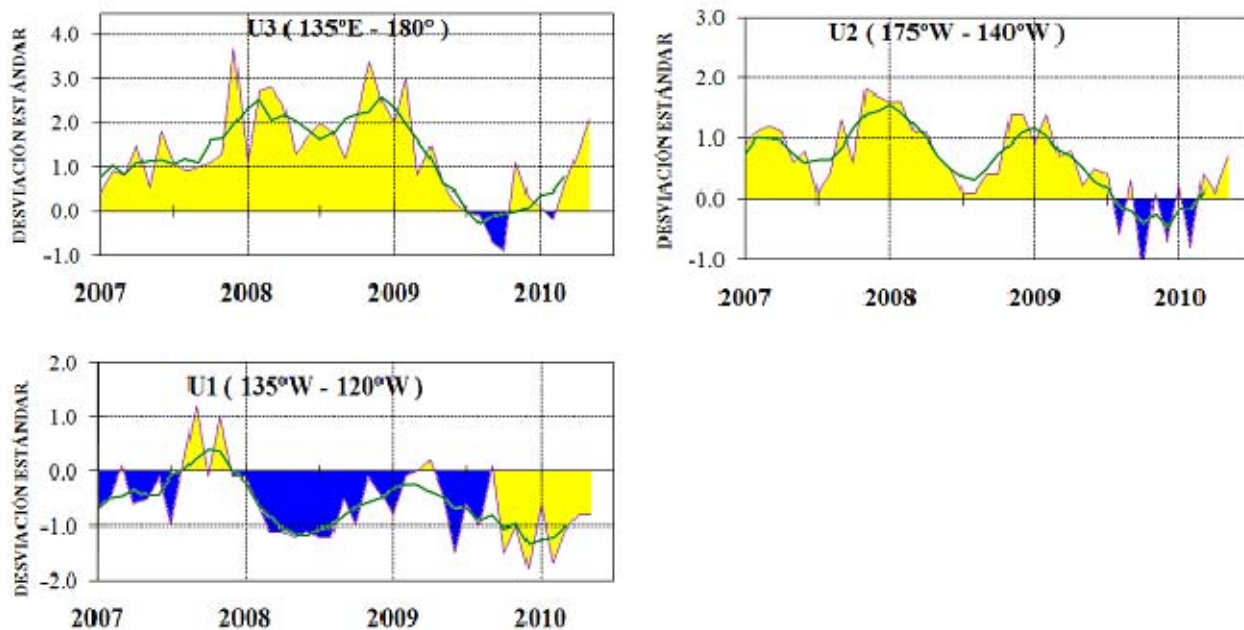 U3 ( 135ºE - 180° )
DESVIACIÓN ESTÁNDAR
4.0
3.0
2.0
1.0
0.0
-1.0
2007 2008 2009 2010
U2 ( 175ºW - 140ºW )
DESVIACIÓN ESTÁNDAR
3.0
2.0
1.0
0.0
-1.0
2007 2008 2009 2010
U1 ( 135ºW - 120ºW )
DESVIACIÓN ESTÁNDAR
2.0
1.0
0.0
-1.0
-2.0
2007 2008 2009 2010